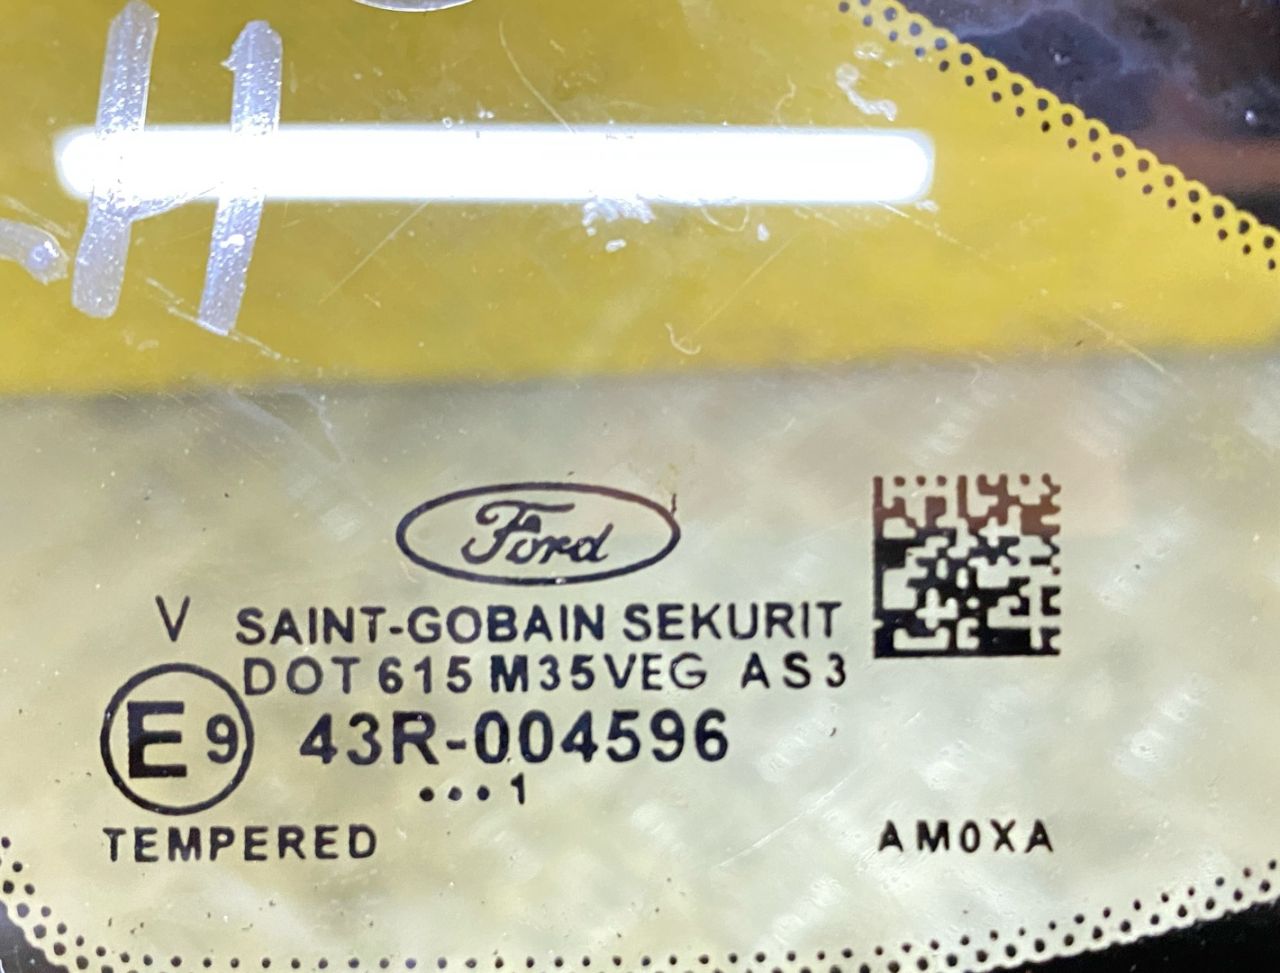 Ford
V SAINT-GOBAIN SEKURIT
DOT 615 M35VEG AS3
E9 43R-004596
•••1
TEMPERED AM0XA